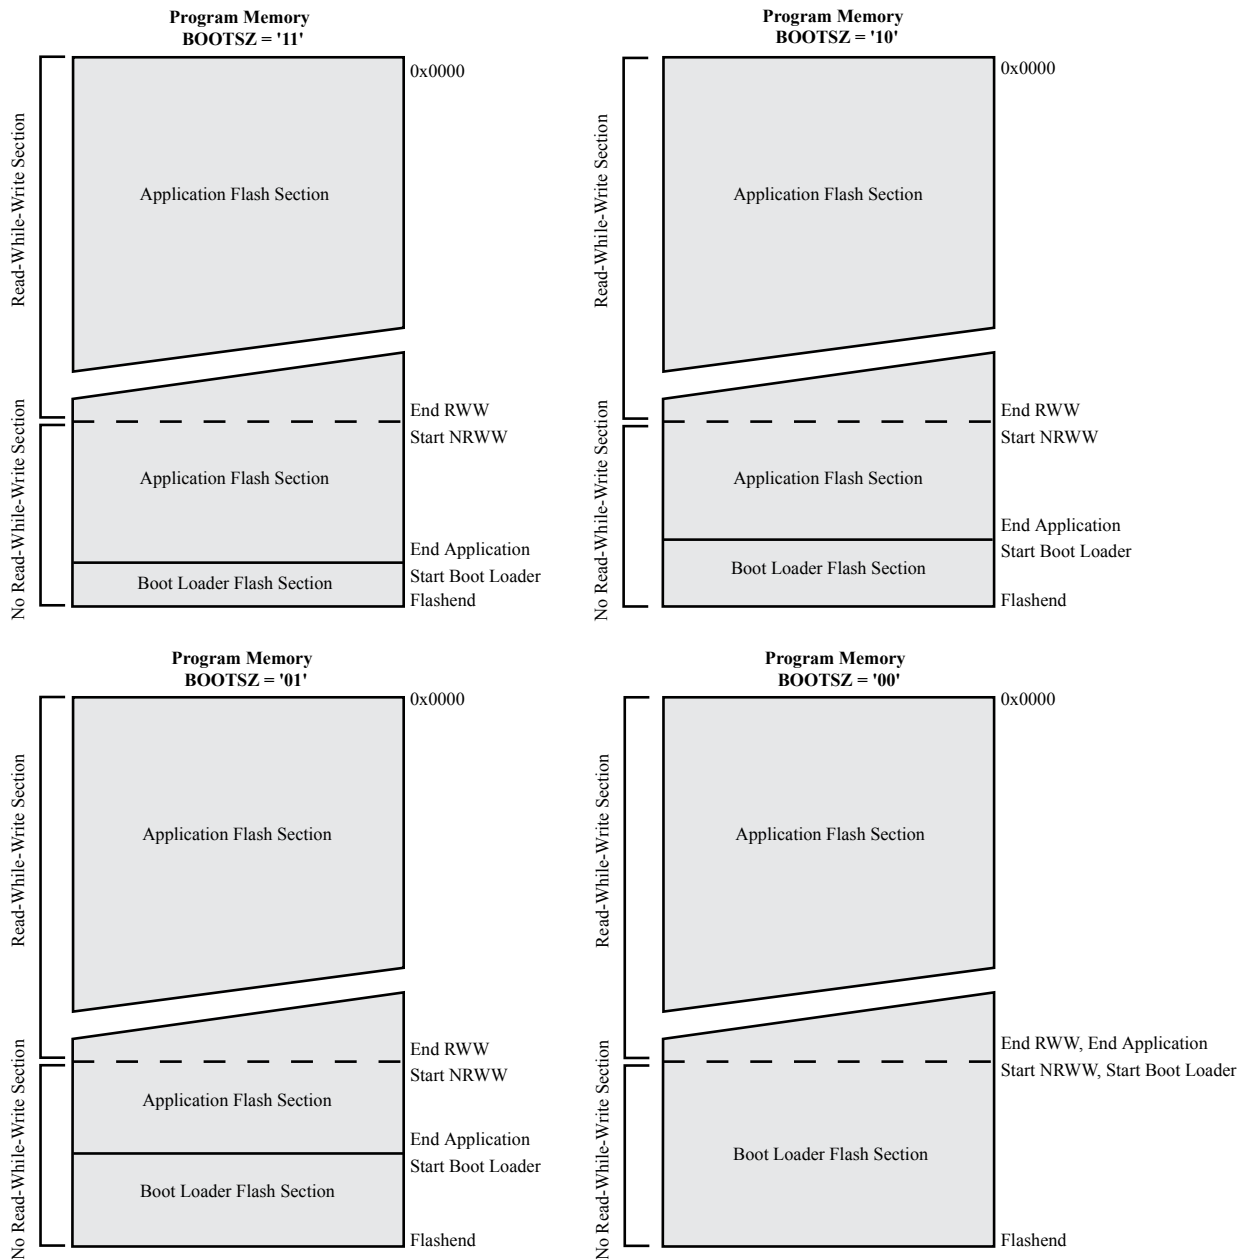 Program Memory
BOOTSZ = '11'
0x0000
Read-While-Write Section
Application Flash Section
End RWW
Start NRWW
No Read-While-Write Section
Application Flash Section
End Application
Start Boot Loader
Boot Loader Flash Section
Flashend
Program Memory
BOOTSZ = '10'
0x0000
Read-While-Write Section
Application Flash Section
End RWW
Start NRWW
No Read-While-Write Section
Application Flash Section
End Application
Start Boot Loader
Boot Loader Flash Section
Flashend
Program Memory
BOOTSZ = '01'
0x0000
Read-While-Write Section
Application Flash Section
End RWW
Start NRWW
No Read-While-Write Section
Application Flash Section
End Application
Start Boot Loader
Boot Loader Flash Section
Flashend
Program Memory
BOOTSZ = '00'
0x0000
Read-While-Write Section
Application Flash Section
End RWW, End Application
Start NRWW, Start Boot Loader
No Read-While-Write Section
Boot Loader Flash Section
Flashend